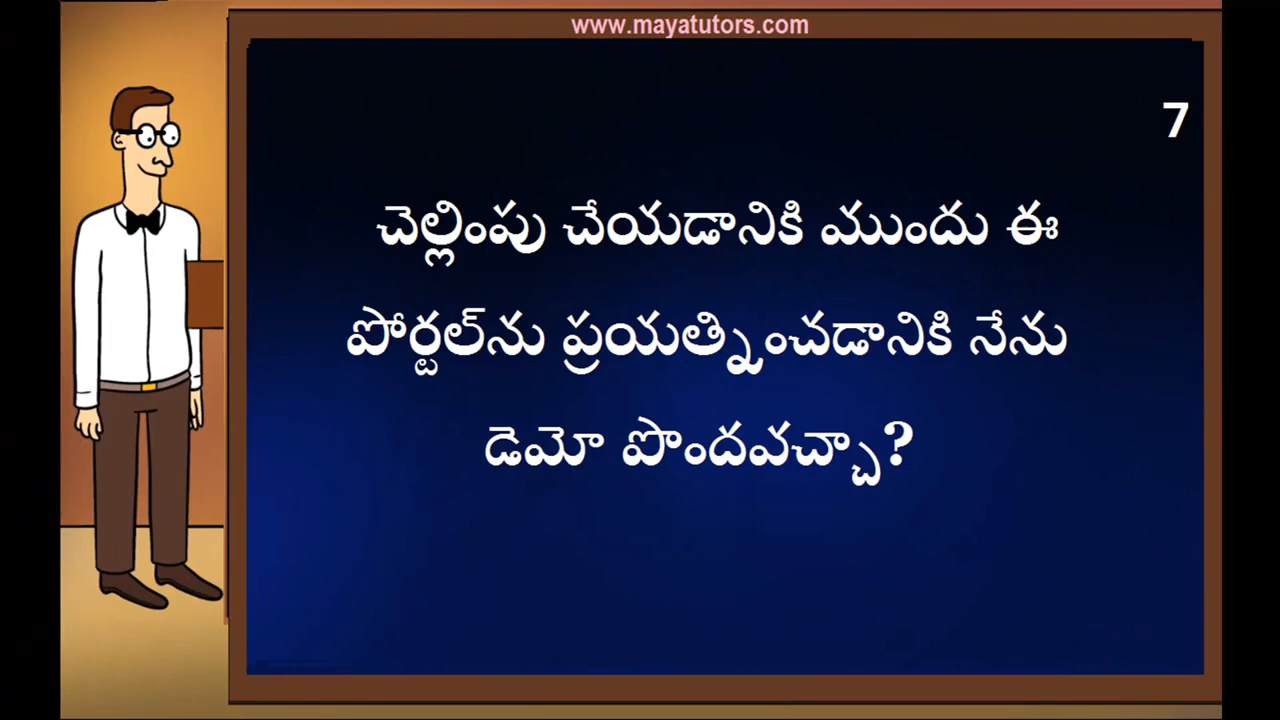 www.mayatutors.com
7
చెల్లింపు చేయడానికి ముందు ఈ
పోర్టల్‌ను ప్రయత్నించడానికి నేను
డెమో పొందవచ్చా?